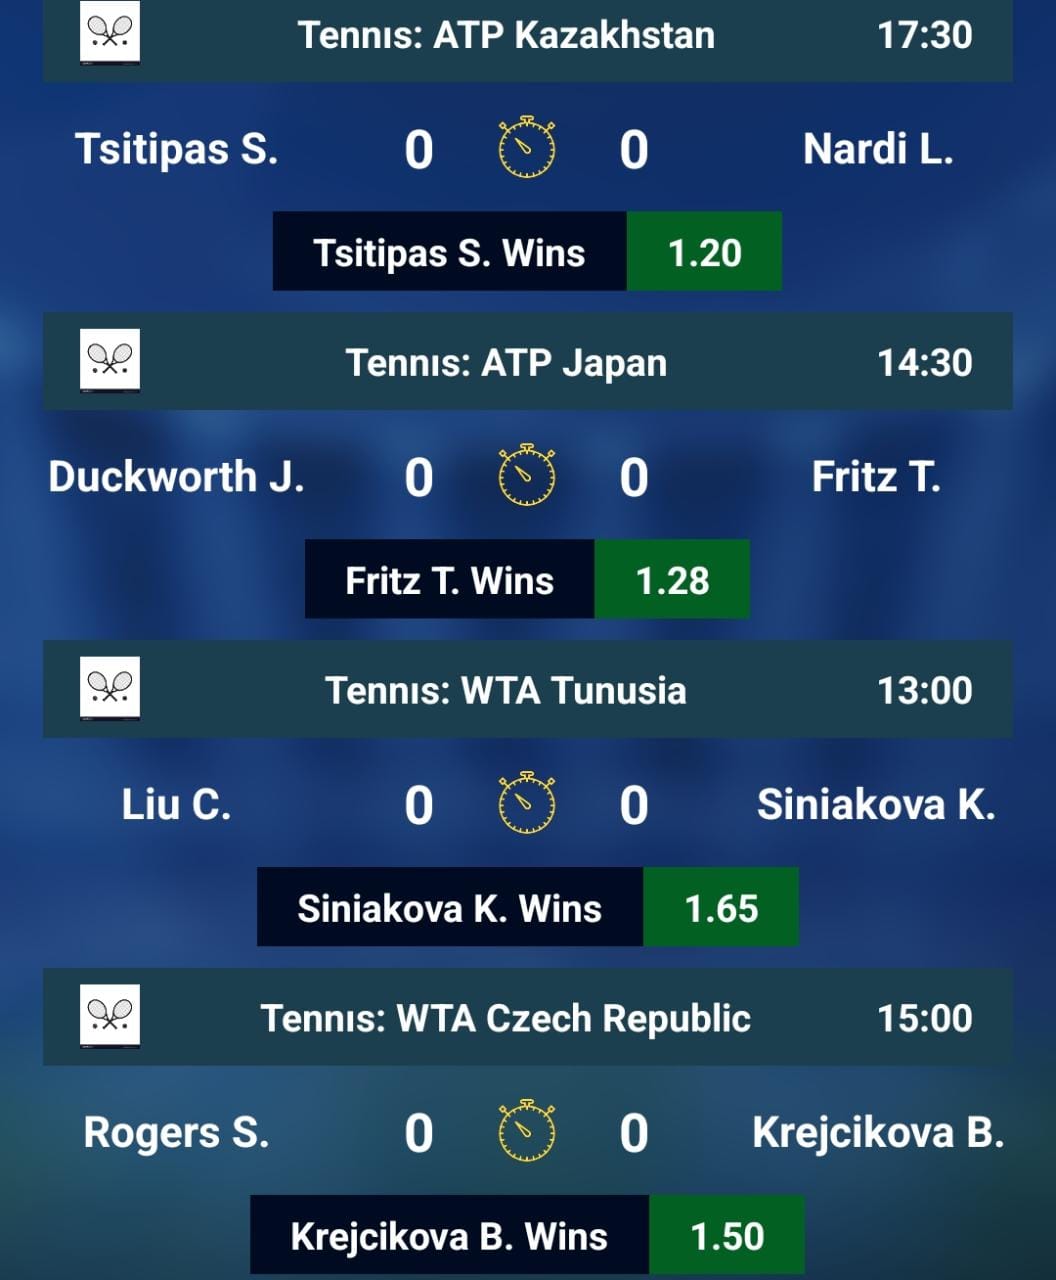 Tennıs: ATP Kazakhstan 17:30
Tsitipas S. 0 0 Nardi L.
Tsitipas S. Wins 1.20
Tennıs: ATP Japan 14:30
Duckworth J. 0 0 Fritz T.
Fritz T. Wins 1.28
Tennıs: WTA Tunusia 13:00
Liu C. 0 0 Siniakova K.
Siniakova K. Wins 1.65
Tennıs: WTA Czech Republic 15:00
Rogers S. 0 0 Krejcikova B.
Krejcikova B. Wins 1.50